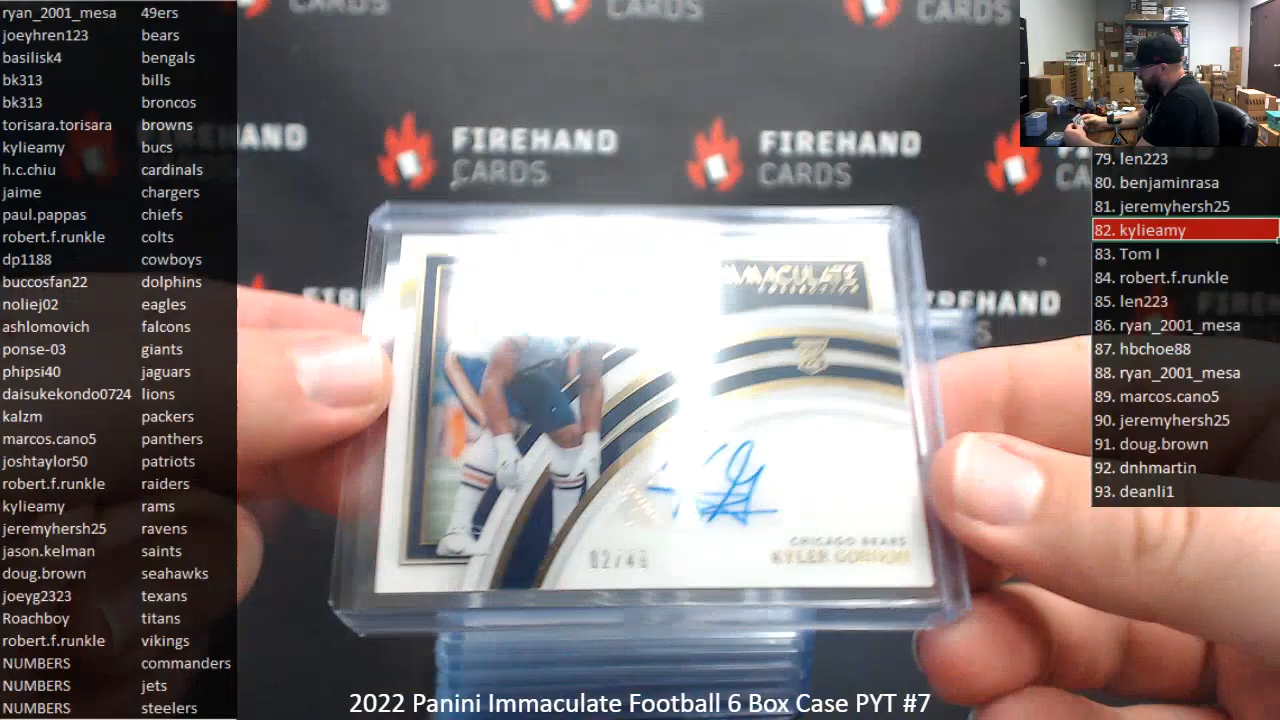 ryan_2001_mesa 49ers
joeyhren123 bears
basilisk4 bengals
bk313 bills
bk313 broncos
torisara.torisara browns
kylieamy bucs
h.c.chiu cardinals
jaime chargers
paul.pappas chiefs
robert.f.runkle colts
dp1188 cowboys
buccosfan22 dolphins
noliej02 eagles
ashlomovich falcons
ponse-03 giants
phipsi40 jaguars
daisukekondo0724 lions
kalzm packers
marcos.cano5 panthers
joshtaylor50 patriots
robert.f.runkle raiders
kylieamy rams
jeremyhersh25 ravens
jason.kelman saints
doug.brown seahawks
joeyg2323 texans
Roachboy titans
robert.f.runkle vikings
NUMBERS commanders
NUMBERS jets
NUMBERS steelers
FIREHAND
CARDS
CARDS
CARDS
FIREHAND
CARDS
FIREHAND
CARDS
IMMACULATE
COLLECTION
CHICAGO BEARS
KYLER GORDON
79. len223
80. benjaminrasa
81. jeremyhersh25
82. kylieamy
83. Tom I
84. robert.f.runkle
85. len223
86. ryan_2001_mesa
87. hbchoe88
88. ryan_2001_mesa
89. marcos.cano5
90. jeremyhersh25
91. doug.brown
92. dnhmartin
93. deanli1
2022 Panini Immaculate Football 6 Box Case PYT #7